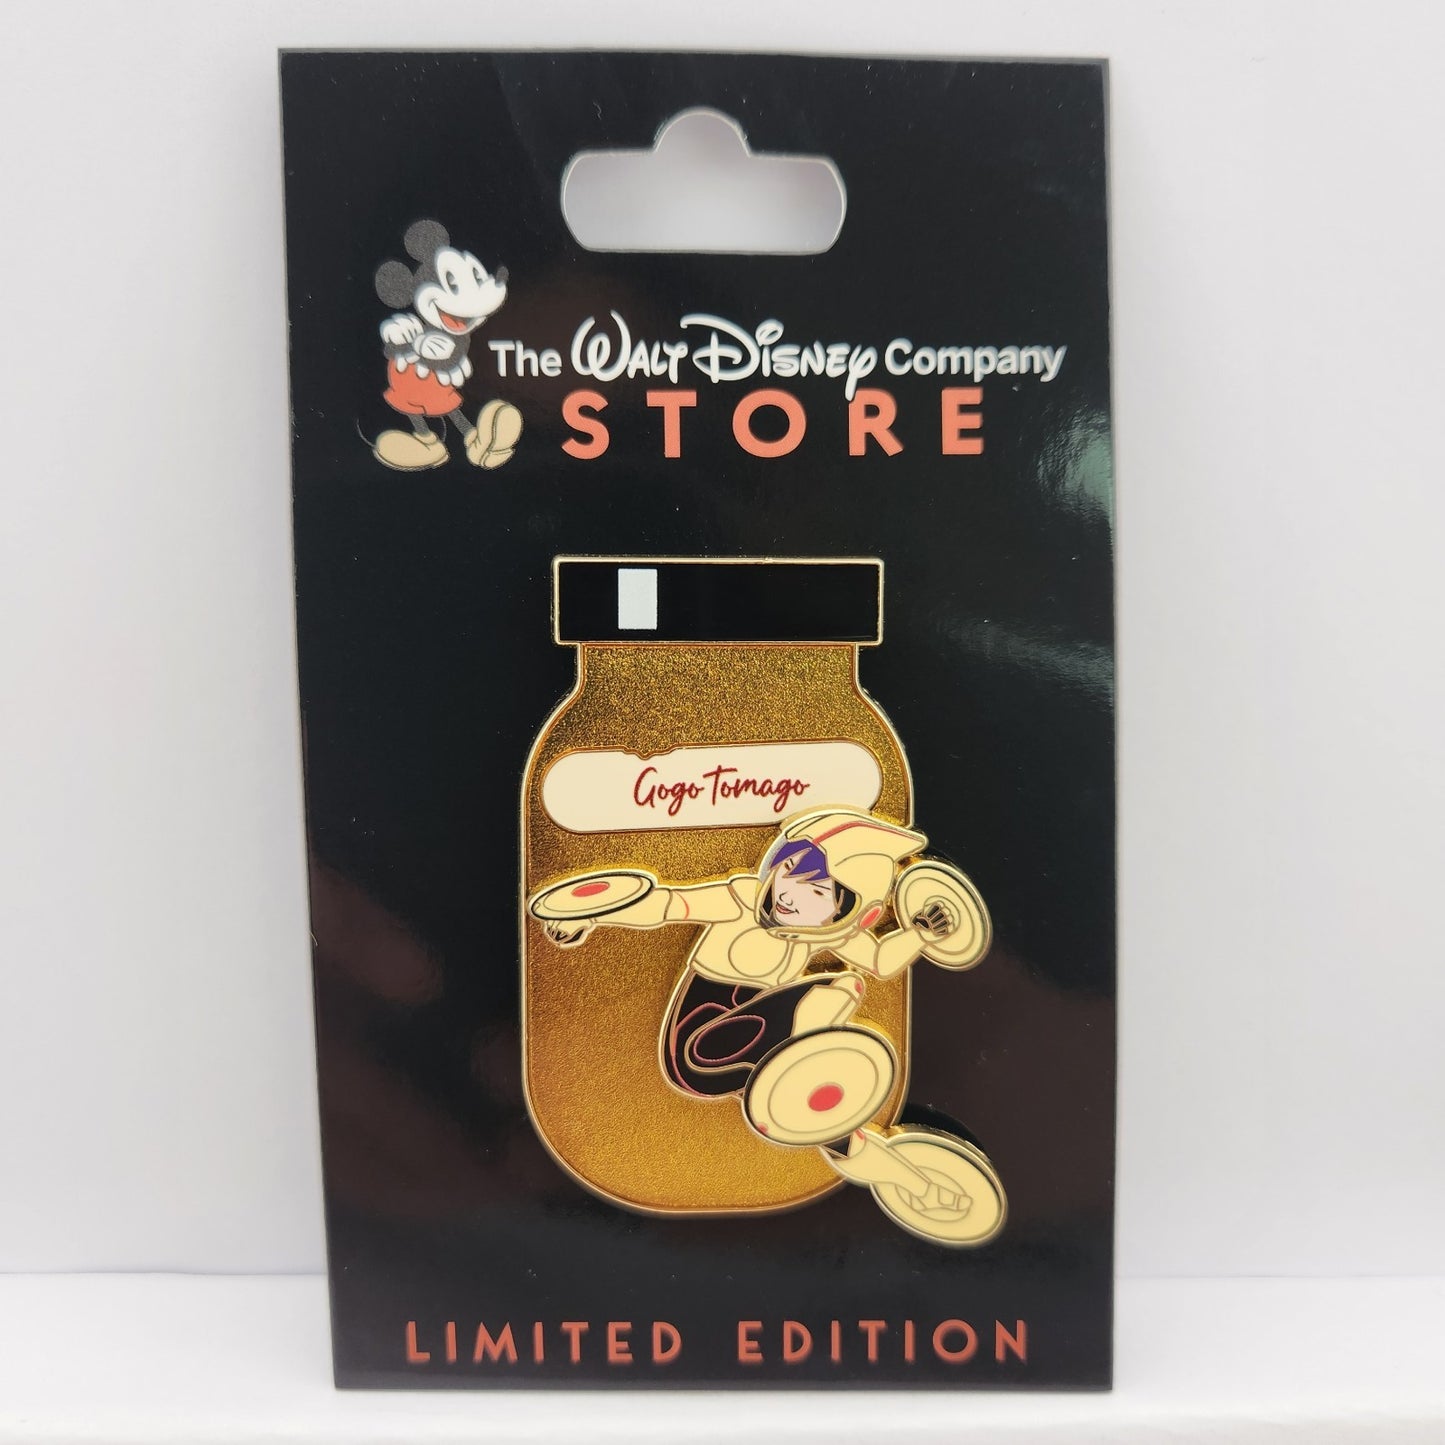 The Walt Disney Company
STORE
Gogo Tomago
LIMITED EDITION